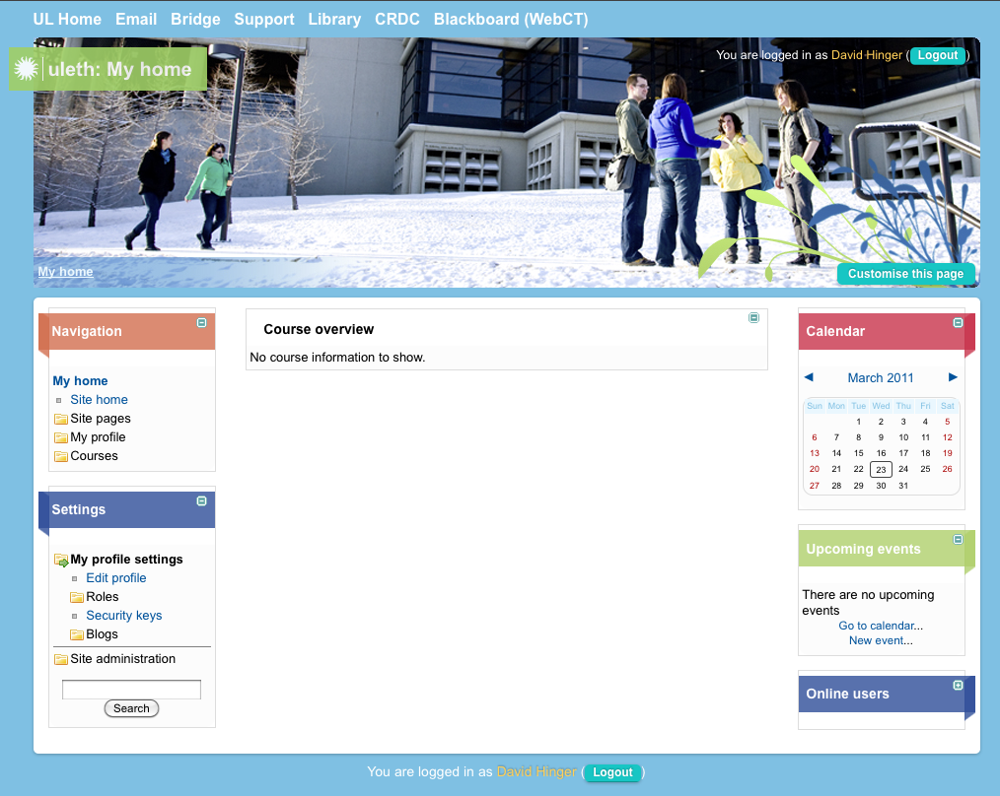 UL Home Email Bridge Support Library CRDC Blackboard (WebCT)
uleth: My home
You are logged in as David Hinger (Logout)
My home
Customise this page
Navigation
My home
Site home
Site pages
My profile
Courses
Settings
My profile settings
Edit profile
Roles
Security keys
Blogs
Site administration
Search
Course overview
No course information to show.
Calendar
◄ March 2011 ►
Sun Mon Tue Wed Thu Fri Sat
1 2 3 4 5
6 7 8 9 10 11 12
13 14 15 16 17 18 19
20 21 22 23 24 25 26
27 28 29 30 31
Upcoming events
There are no upcoming
events
Go to calendar...
New event...
Online users
You are logged in as David Hinger (Logout)